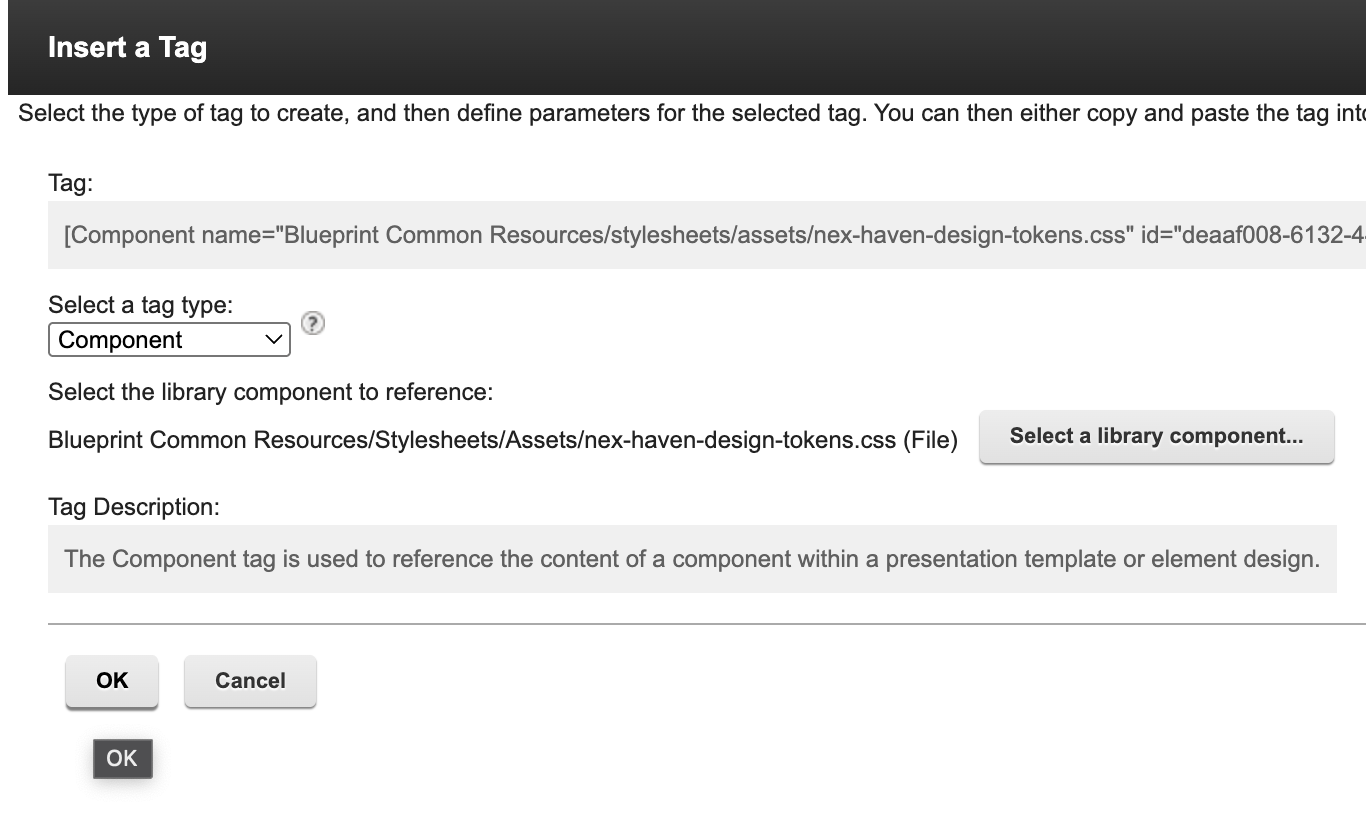 Insert a Tag
Select the type of tag to create, and then define parameters for the selected tag. You can then either copy and paste the tag into
Tag:
[Component name="Blueprint Common Resources/stylesheets/assets/nex-haven-design-tokens.css" id="deaaf008-6132-4
Select a tag type:
Component
?
Select the library component to reference:
Blueprint Common Resources/Stylesheets/Assets/nex-haven-design-tokens.css (File)
Select a library component...
Tag Description:
The Component tag is used to reference the content of a component within a presentation template or element design.
OK
Cancel
OK